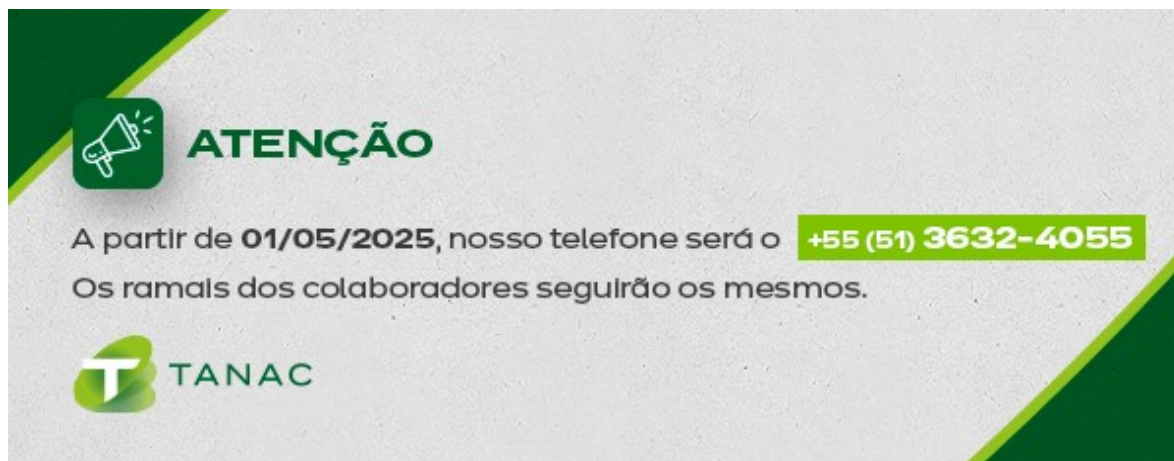 ATENÇÃO
A partir de 01/05/2025, nosso telefone será o +55 (51) 3632-4055
Os ramais dos colaboradores seguirão os mesmos.
T TANAC